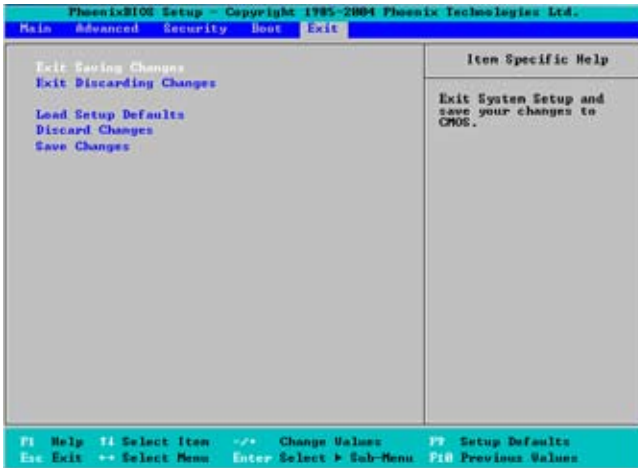 PhoenixBIOS Setup - Copyright 1985-2004 Phoenix Technologies Ltd.
Main Advanced Security Boot Exit
Exit Saving Changes
Exit Discarding Changes
Load Setup Defaults
Discard Changes
Save Changes
Item Specific Help
Exit System Setup and
save your changes to
CMOS.
F1 Help ↑↓ Select Item -/+ Change Values F9 Setup Defaults
Esc Exit ↔ Select Menu Enter Select ▶ Sub-Menu F10 Previous Values